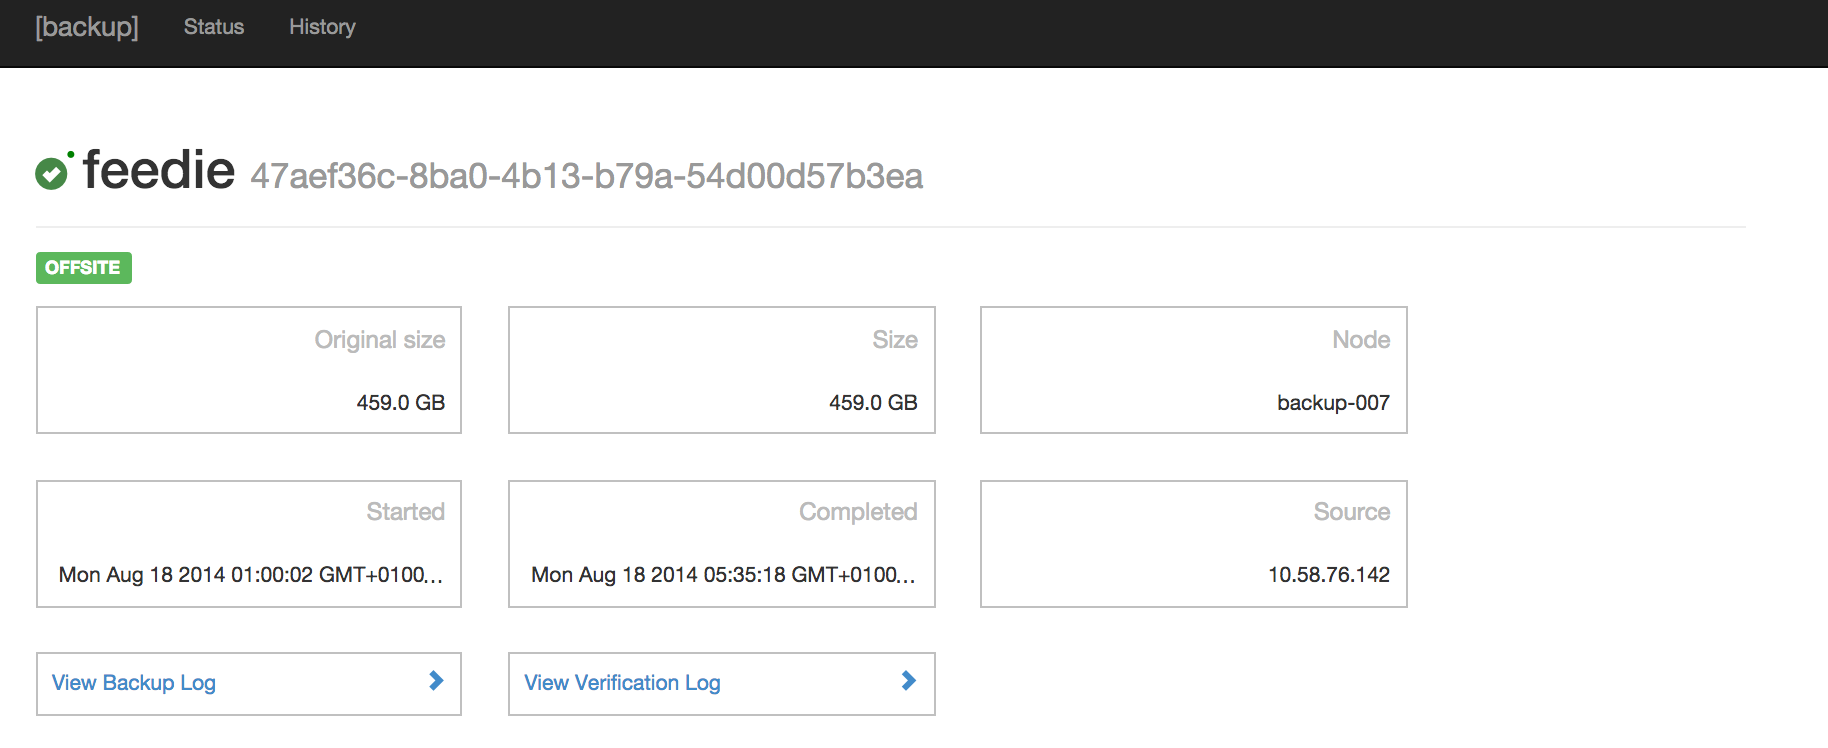 [backup] Status History
feedie 47aef36c-8ba0-4b13-b79a-54d00d57b3ea
OFFSITE
Original size
459.0 GB
Size
459.0 GB
Node
backup-007
Started
Mon Aug 18 2014 01:00:02 GMT+0100...
Completed
Mon Aug 18 2014 05:35:18 GMT+0100...
Source
10.58.76.142
View Backup Log
View Verification Log